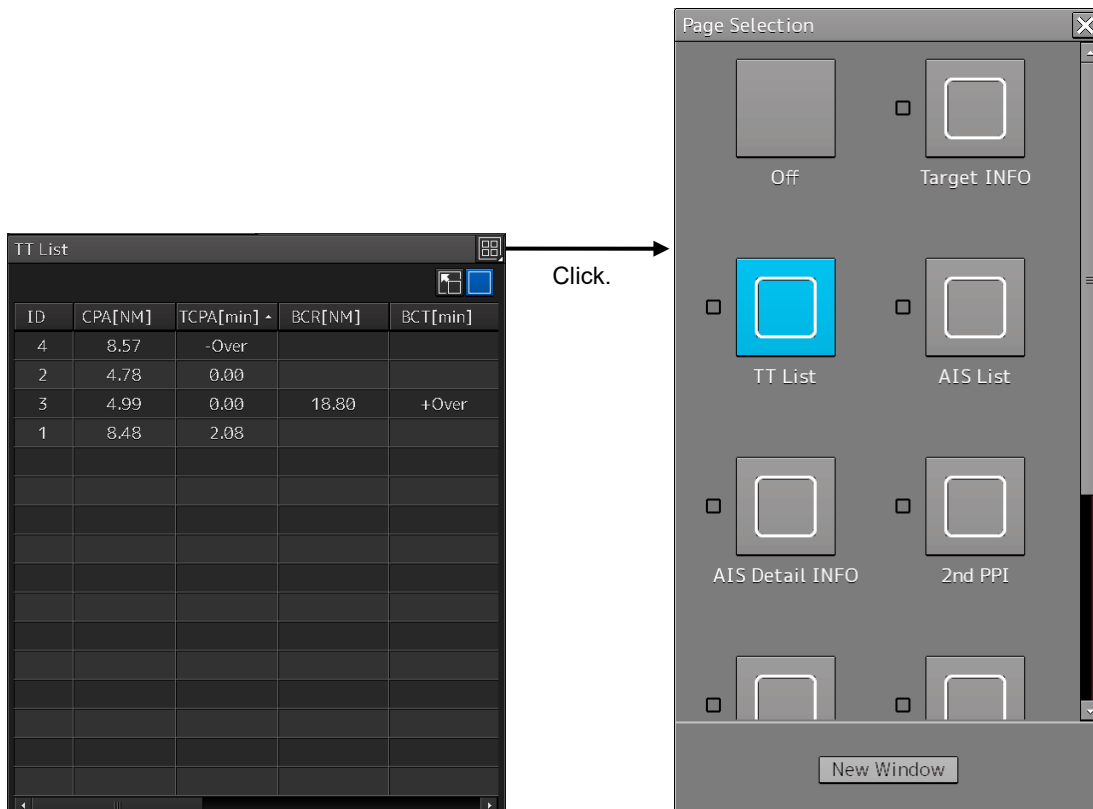 Page Selection
Off
Target INFO
TT List
Click.
ID CPA[NM] TCPA[min] BCR[NM] BCT[min]
4 8.57 -Over
2 4.78 0.00
3 4.99 0.00 18.80 +Over
1 8.48 2.08
TT List
AIS List
AIS Detail INFO
2nd PPI
New Window